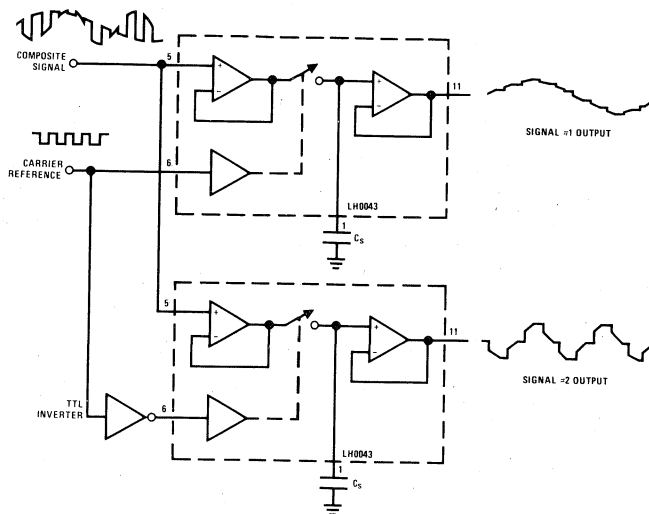 COMPOSITE
SIGNAL
5
+
−
+
−
11
SIGNAL #1 OUTPUT
CARRIER
REFERENCE
6
LH0043
1
Cs
5
+
−
+
−
11
SIGNAL #2 OUTPUT
TTL
INVERTER
6
LH0043
1
Cs